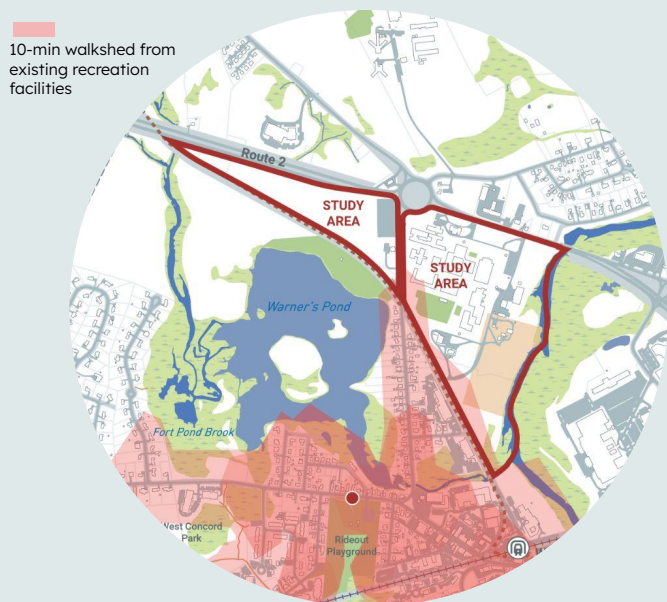 10-min walkshed from
existing recreation
facilities
Route 2
STUDY
AREA
STUDY
AREA
Warner's Pond
Fort Pond Brook
West Concord
Park
Rideout
Playground